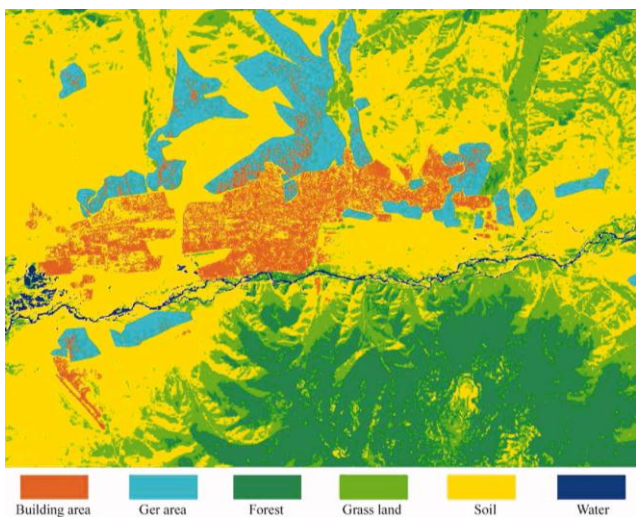 Building area
Ger area
Forest
Grass land
Soil
Water